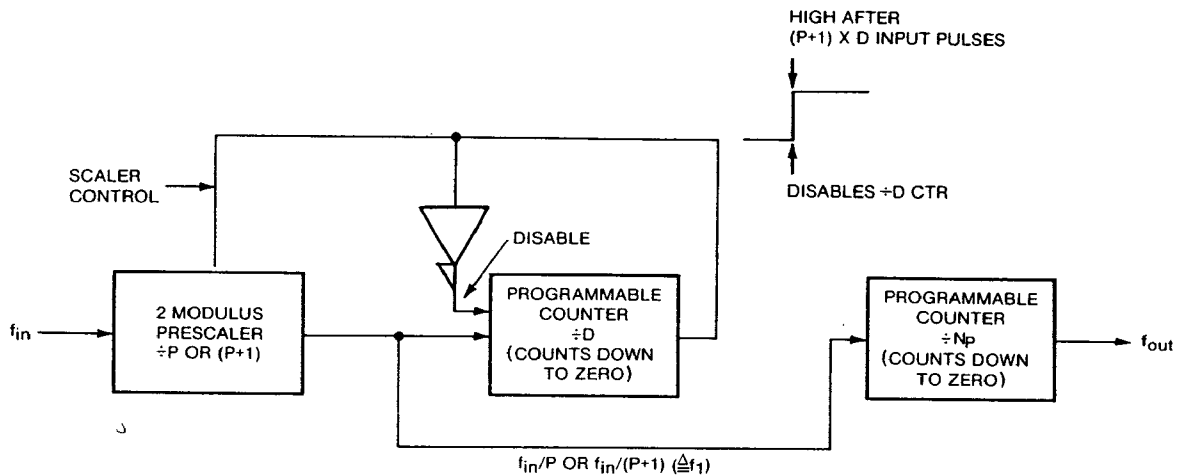 HIGH AFTER
(P+1) X D INPUT PULSES
SCALER
CONTROL
DISABLES ÷D CTR
DISABLE
f_in
2 MODULUS
PRESCALER
÷P OR (P+1)
PROGRAMMABLE
COUNTER
÷D
(COUNTS DOWN
TO ZERO)
PROGRAMMABLE
COUNTER
÷N_P
(COUNTS DOWN
TO ZERO)
f_out
f_in/P OR f_in/(P+1) (≜f_1)